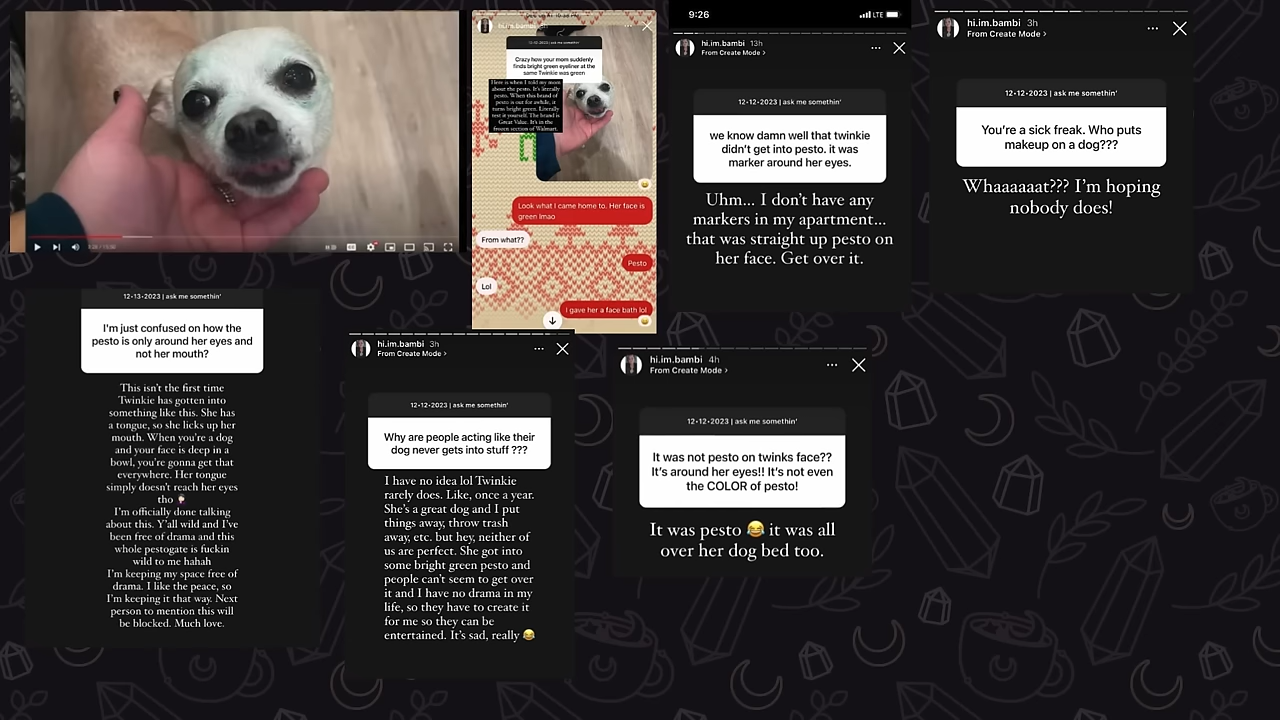 hi.im.bambi
12-12-2023 | ask me somethin'
Crazy how your mom suddenly
finds bright green eyeliner at
the same Twinkie was green
Here is when I told my mom
about the pesto. It's literally
pesto. When this brand of
pesto is out for awhile, it
turns bright green. Literally
test it yourself. The brand is
Great Value. It's in the
frozen section of Walmart.
Look what I came home to. Her face is
green lmao
From what??
Pesto
Lol
I gave her a face bath lol
9:26
LTE
hi.im.bambi 13h
From Create Mode >
12-12-2023 | ask me somethin'
we know damn well that twinkie
didn't get into pesto. it was
marker around her eyes.
Uhm... I don't have any
markers in my apartment...
that was straight up pesto on
her face. Get over it.
hi.im.bambi 3h
From Create Mode >
12-12-2023 | ask me somethin'
You're a sick freak. Who puts
makeup on a dog???
Whaaaaaat??? I'm hoping
nobody does!
12-13-2023 | ask me somethin'
I'm just confused on how the
pesto is only around her eyes and
not her mouth?
This isn't the first time
Twinkie has gotten into
something like this. She has
a tongue, so she licks up her
mouth. When you're a dog
and your face is deep in a
bowl, you're gonna get that
everywhere. Her tongue
simply doesn't reach her eyes
tho
I'm officially done talking
about this. Y'all wild and I've
been free of drama and this
whole pestogate is fuckin
wild to me hahah
I'm keeping my space free of
drama. I like the peace, so
I'm keeping it that way. Next
person to mention this will
be blocked. Much love.
hi.im.bambi 3h
From Create Mode >
12-12-2023 | ask me somethin'
Why are people acting like their
dog never gets into stuff ???
I have no idea lol Twinkie
rarely does. Like, once a year.
She's a great dog and I put
things away, throw trash
away, etc. but hey, neither of
us are perfect. She got into
some bright green pesto and
people can't seem to get over
it and I have no drama in my
life, so they have to create it
for me so they can be
entertained. It's sad, really 😂
hi.im.bambi 4h
From Create Mode >
12-12-2023 | ask me somethin'
It was not pesto on twinks face??
It's around her eyes!! It's not even
the COLOR of pesto!
It was pesto 😂 it was all
over her dog bed too.